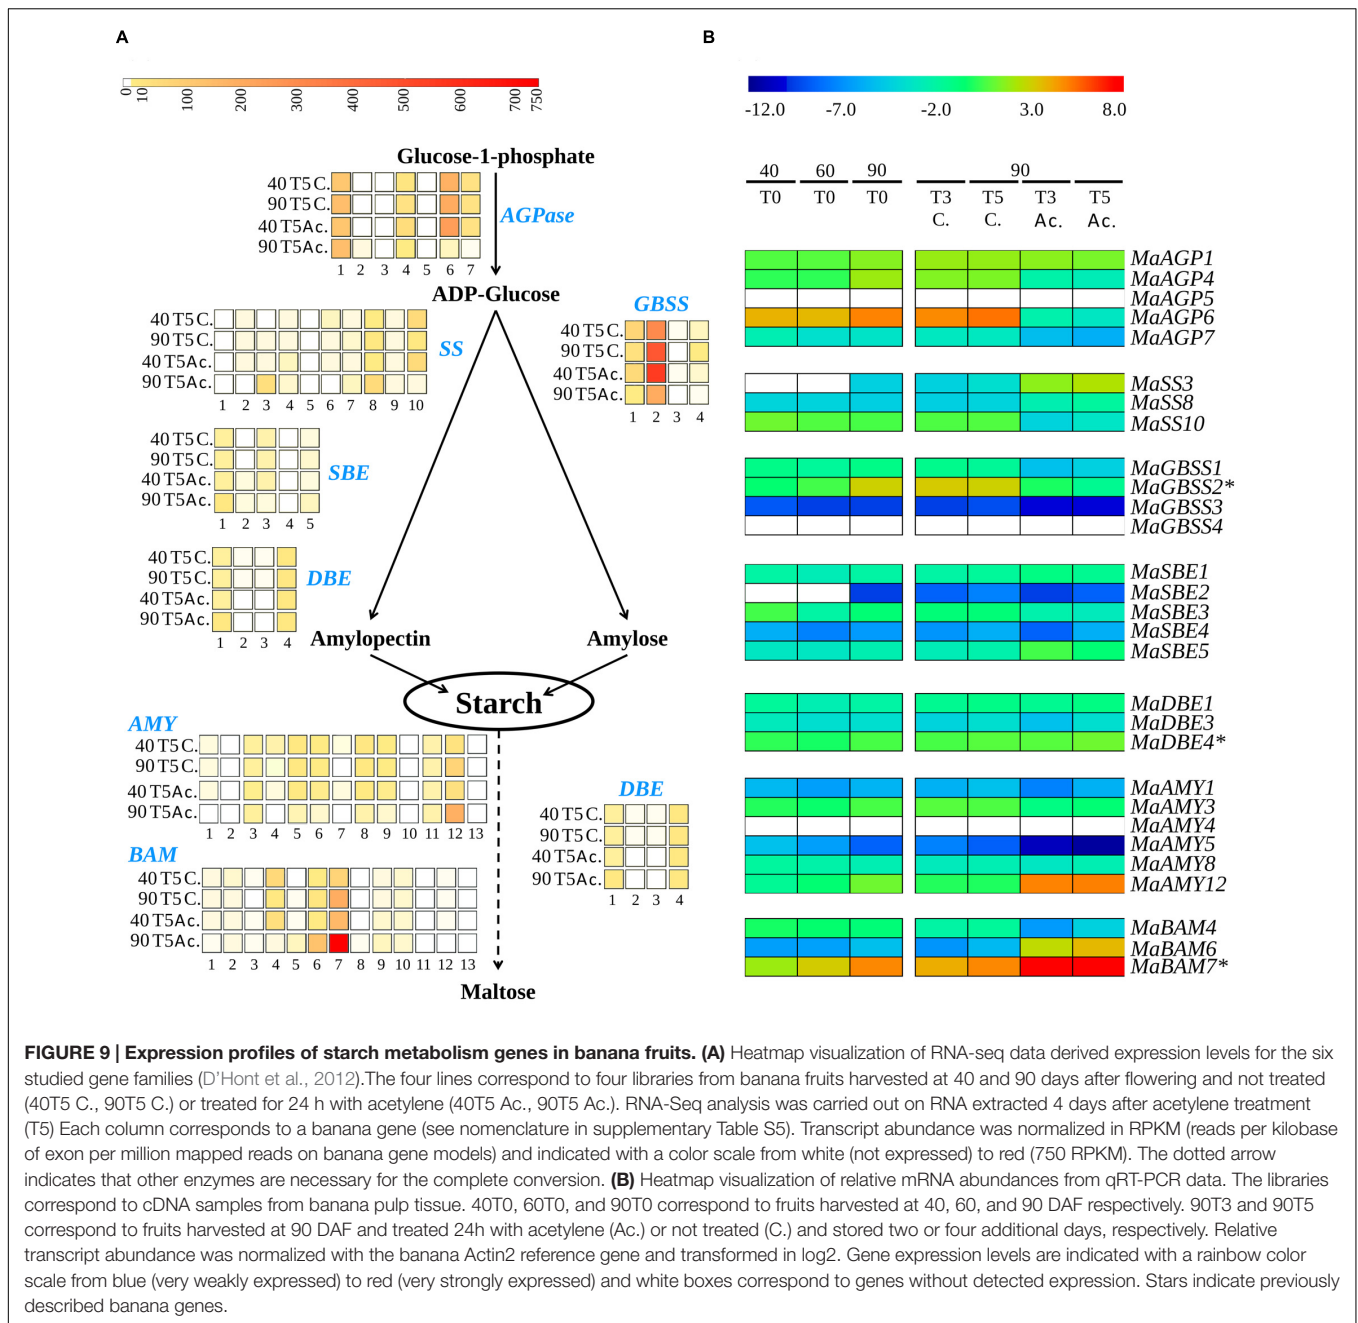 A
0
10
100
200
300
400
500
600
700
750
Glucose-1-phosphate
40 T5 C.
90 T5 C.
40 T5Ac.
90 T5Ac.
1 2 3 4 5 6 7
AGPase
ADP-Glucose
40 T5 C.
90 T5 C.
40 T5Ac.
90 T5Ac.
1 2 3 4 5 6 7 8 9 10
SS
GBSS
40 T5 C.
90 T5 C.
40 T5Ac.
90 T5Ac.
1 2 3 4
40 T5 C.
90 T5 C.
40 T5Ac.
90 T5Ac.
1 2 3 4 5
SBE
40 T5 C.
90 T5 C.
40 T5Ac.
90 T5Ac.
1 2 3 4
DBE
Amylopectin
Amylose
Starch
AMY
40 T5 C.
90 T5 C.
40 T5Ac.
90 T5Ac.
1 2 3 4 5 6 7 8 9 10 11 12 13
BAM
40 T5 C.
90 T5 C.
40 T5Ac.
90 T5Ac.
1 2 3 4 5 6 7 8 9 10 11 12 13
DBE
40 T5 C.
90 T5 C.
40 T5Ac.
90 T5Ac.
1 2 3 4
Maltose
B
-12.0 -7.0 -2.0 3.0 8.0
40 60 90 90
T0 T0 T0 T3 T5 T3 T5
C. C. Ac. Ac.
MaAGP1
MaAGP4
MaAGP5
MaAGP6
MaAGP7
MaSS3
MaSS8
MaSS10
MaGBSS1
MaGBSS2*
MaGBSS3
MaGBSS4
MaSBE1
MaSBE2
MaSBE3
MaSBE4
MaSBE5
MaDBE1
MaDBE3
MaDBE4*
MaAMY1
MaAMY3
MaAMY4
MaAMY5
MaAMY8
MaAMY12
MaBAM4
MaBAM6
MaBAM7*
FIGURE 9 | Expression profiles of starch metabolism genes in banana fruits. (A) Heatmap visualization of RNA-seq data derived expression levels for the six
studied gene families (D'Hont et al., 2012).The four lines correspond to four libraries from banana fruits harvested at 40 and 90 days after flowering and not treated
(40T5 C., 90T5 C.) or treated for 24 h with acetylene (40T5 Ac., 90T5 Ac.). RNA-Seq analysis was carried out on RNA extracted 4 days after acetylene treatment
(T5) Each column corresponds to a banana gene (see nomenclature in supplementary Table S5). Transcript abundance was normalized in RPKM (reads per kilobase
of exon per million mapped reads on banana gene models) and indicated with a color scale from white (not expressed) to red (750 RPKM). The dotted arrow
indicates that other enzymes are necessary for the complete conversion. (B) Heatmap visualization of relative mRNA abundances from qRT-PCR data. The libraries
correspond to cDNA samples from banana pulp tissue. 40T0, 60T0, and 90T0 correspond to fruits harvested at 40, 60, and 90 DAF respectively. 90T3 and 90T5
correspond to fruits harvested at 90 DAF and treated 24h with acetylene (Ac.) or not treated (C.) and stored two or four additional days, respectively. Relative
transcript abundance was normalized with the banana Actin2 reference gene and transformed in log2. Gene expression levels are indicated with a rainbow color
scale from blue (very weakly expressed) to red (very strongly expressed) and white boxes correspond to genes without detected expression. Stars indicate previously
described banana genes.